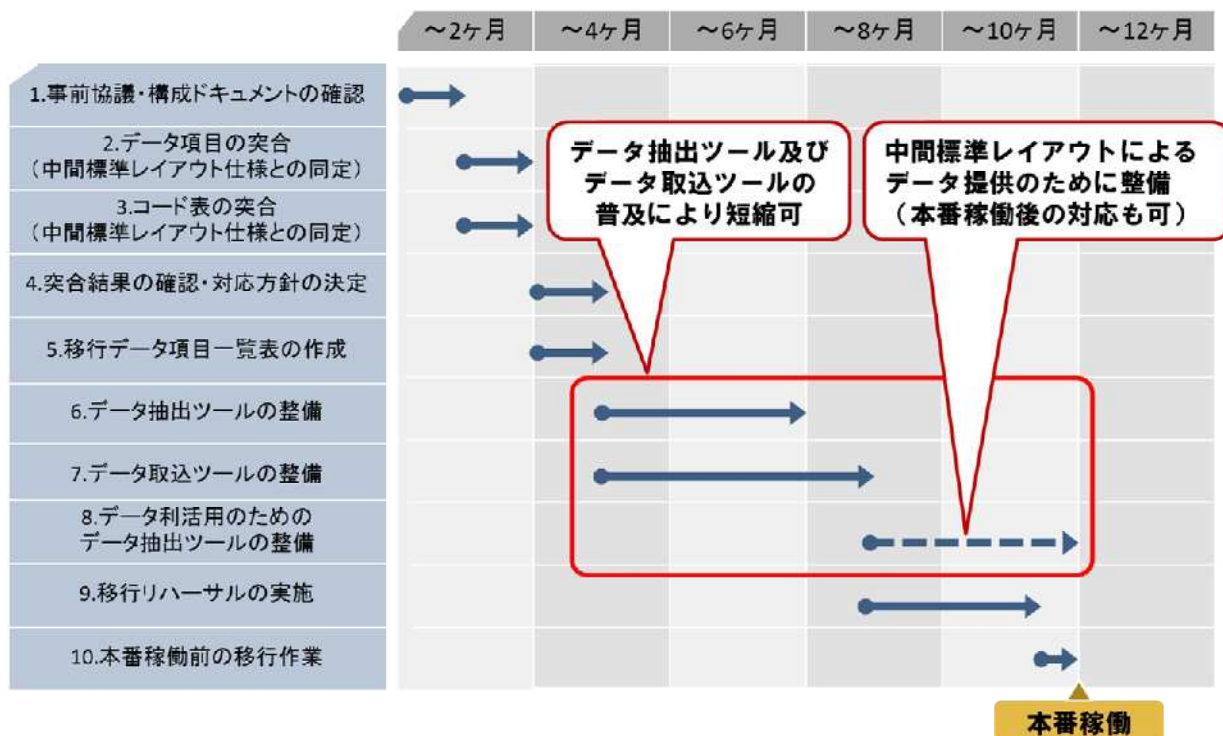 ～2ヶ月 ～4ヶ月 ～6ヶ月 ～8ヶ月 ～10ヶ月 ～12ヶ月
1.事前協議・構成ドキュメントの確認
2.データ項目の突合
（中間標準レイアウト仕様との同定）
3.コード表の突合
（中間標準レイアウト仕様との同定）
4.突合結果の確認・対応方針の決定
5.移行データ項目一覧表の作成
6.データ抽出ツールの整備
7.データ取込ツールの整備
8.データ利活用のための
データ抽出ツールの整備
9.移行リハーサルの実施
10.本番稼働前の移行作業
データ抽出ツール及び
データ取込ツールの
普及により短縮可
中間標準レイアウトによる
データ提供のために整備
（本番稼働後の対応も可）
本番稼働